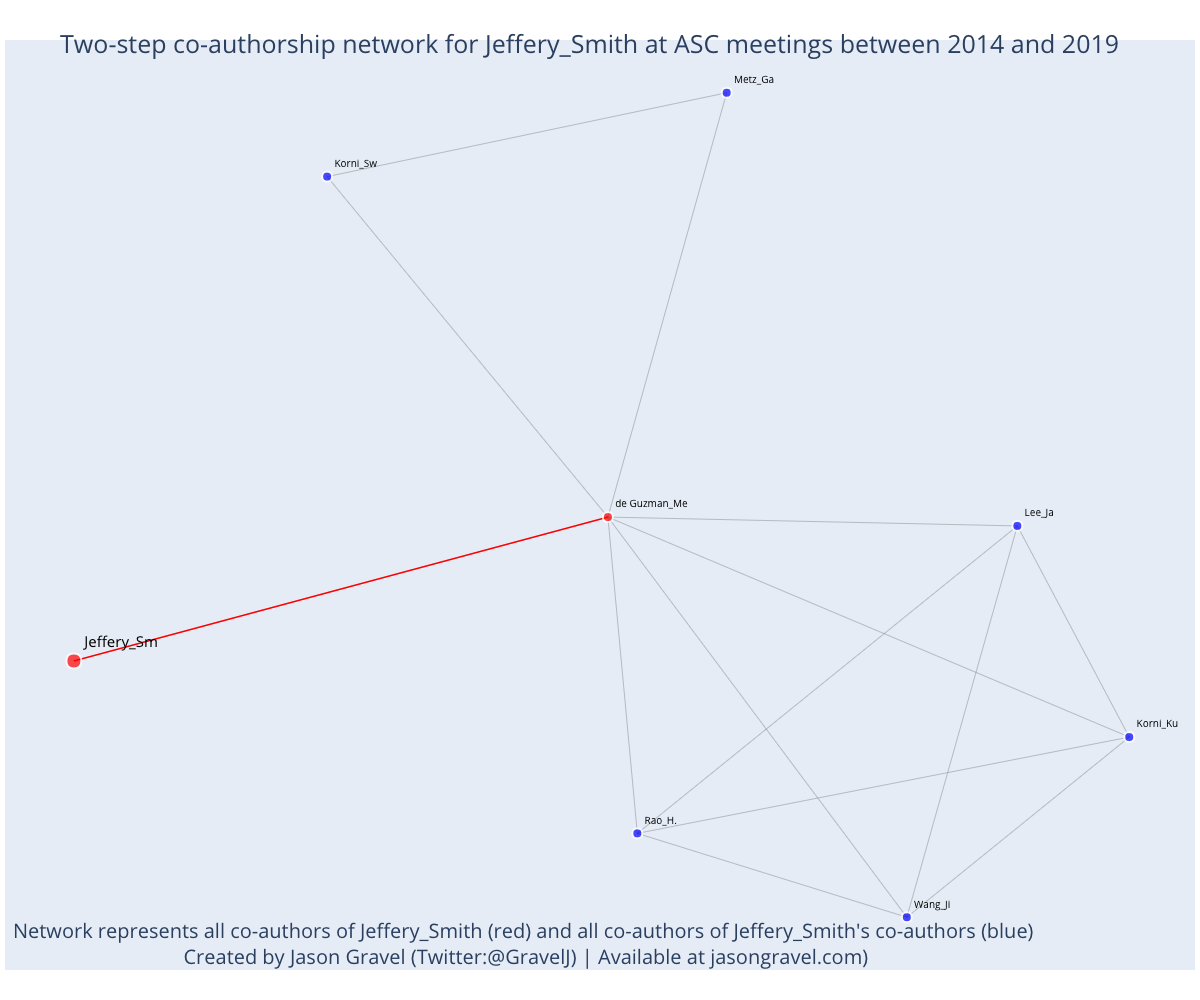 Two-step co-authorship network for Jeffery_Smith at ASC meetings between 2014 and 2019
Metz_Ga
Korni_Sw
de Guzman_Me
Lee_Ja
Jeffery_Sm
Korni_Ku
Rao_H.
Wang_Ji
Network represents all co-authors of Jeffery_Smith (red) and all co-authors of Jeffery_Smith's co-authors (blue)
Created by Jason Gravel (Twitter:@GravelJ) | Available at jasongravel.com)